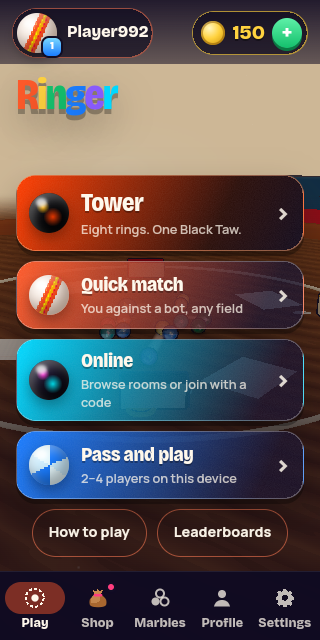 Player992
1
150
+
Ringer
Tower
Eight rings. One Black Taw.
Quick match
You against a bot, any field
Online
Browse rooms or join with a
code
Pass and play
2–4 players on this device
How to play
Leaderboards
Play
Shop
Marbles
Profile
Settings